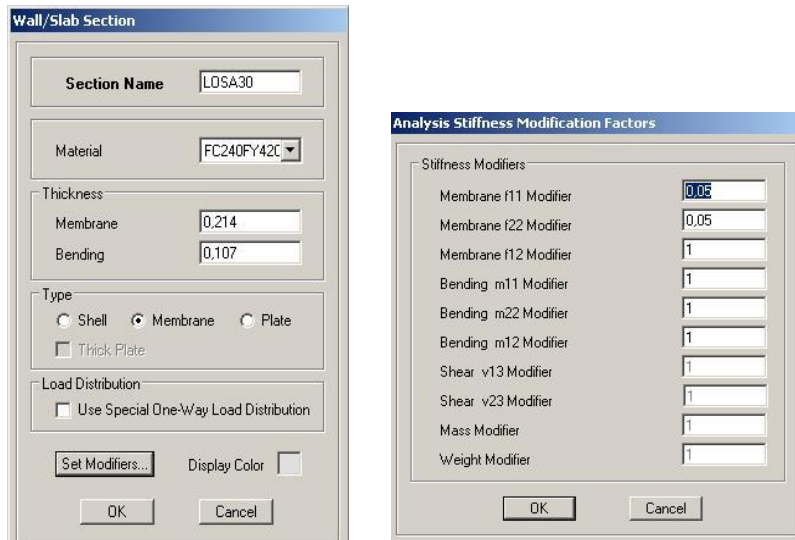 Wall/Slab Section
Section Name LOSA30
Material FC240FY420
Thickness
Membrane 0,214
Bending 0,107
Type
Shell Membrane Plate
Thick Plate
Load Distribution
Use Special One-Way Load Distribution
Set Modifiers... Display Color
OK Cancel
Analysis Stiffness Modification Factors
Stiffness Modifiers
Membrane f11 Modifier 0,05
Membrane f22 Modifier 0,05
Membrane f12 Modifier 1
Bending m11 Modifier 1
Bending m22 Modifier 1
Bending m12 Modifier 1
Shear v13 Modifier 1
Shear v23 Modifier 1
Mass Modifier 1
Weight Modifier 1
OK Cancel